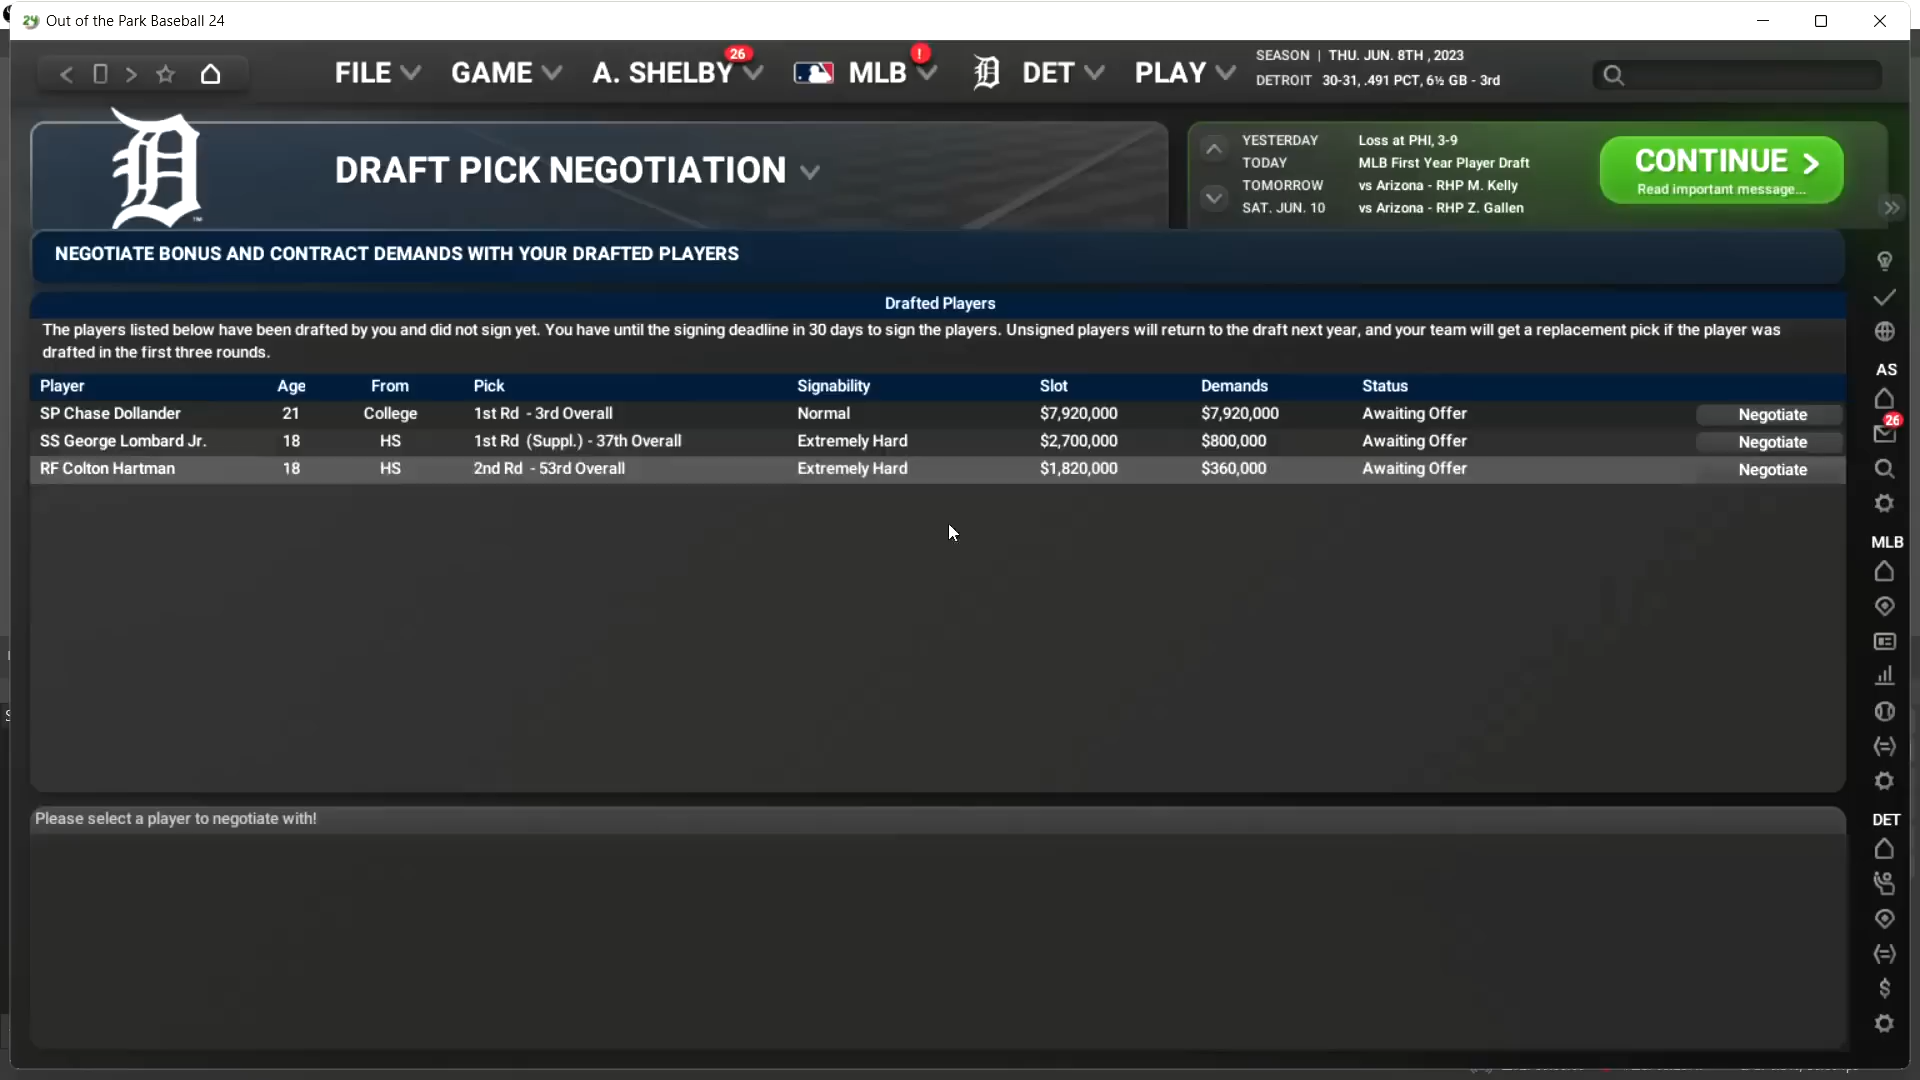 Out of the Park Baseball 24
FILE GAME A. SHELBY 26 MLB ! DET PLAY
SEASON | THU. JUN. 8TH , 2023
DETROIT 30-31, .491 PCT, 6½ GB - 3rd
DRAFT PICK NEGOTIATION
YESTERDAY Loss at PHI, 3-9
TODAY MLB First Year Player Draft
TOMORROW vs Arizona - RHP M. Kelly
SAT. JUN. 10 vs Arizona - RHP Z. Gallen
CONTINUE
Read important message...
NEGOTIATE BONUS AND CONTRACT DEMANDS WITH YOUR DRAFTED PLAYERS
Drafted Players
The players listed below have been drafted by you and did not sign yet. You have until the signing deadline in 30 days to sign the players. Unsigned players will return to the draft next year, and your team will get a replacement pick if the player was
drafted in the first three rounds.
Player Age From Pick Signability Slot Demands Status
SP Chase Dollander 21 College 1st Rd - 3rd Overall Normal $7,920,000 $7,920,000 Awaiting Offer Negotiate
SS George Lombard Jr. 18 HS 1st Rd (Suppl.) - 37th Overall Extremely Hard $2,700,000 $800,000 Awaiting Offer Negotiate
RF Colton Hartman 18 HS 2nd Rd - 53rd Overall Extremely Hard $1,820,000 $360,000 Awaiting Offer Negotiate
Please select a player to negotiate with!
AS
26
MLB
DET